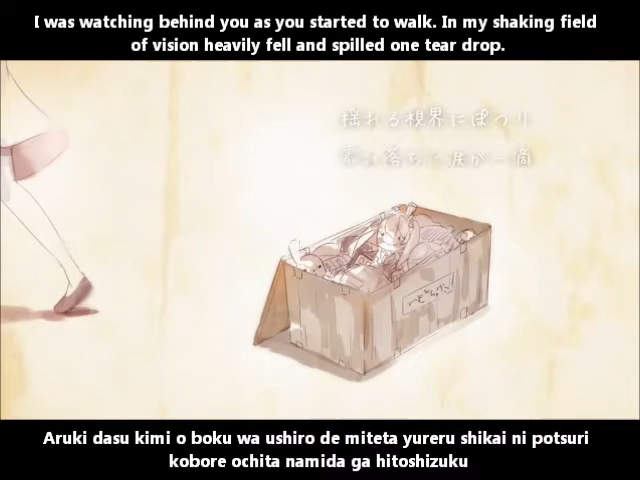 I was watching behind you as you started to walk. In my shaking field
of vision heavily fell and spilled one tear drop.
揺れる視界にぽつり
零れ落ちた涙が一滴
Aruki dasu kimi o boku wa ushiro de miteta yureru shikai ni potsuri
kobore ochita namida ga hitoshizuku